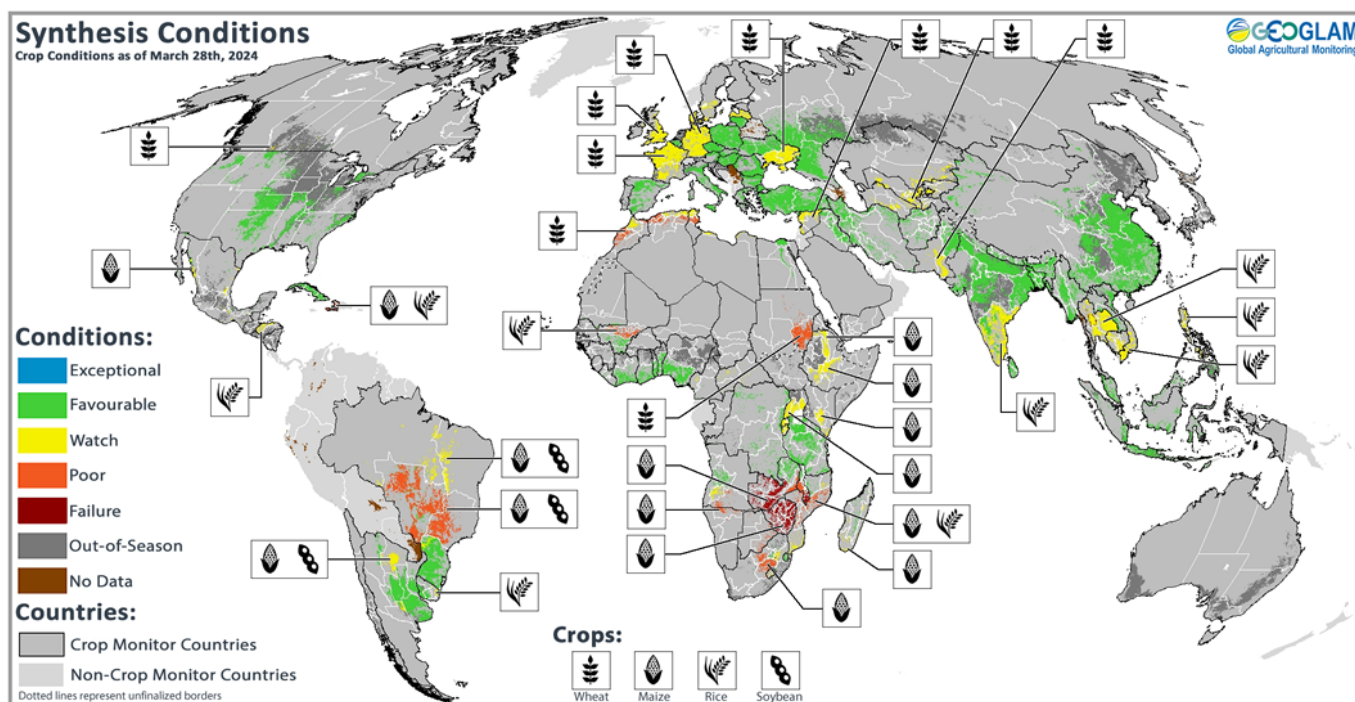 Synthesis Conditions
Crop Conditions as of March 28th, 2024
GEOGLAM
Global Agricultural Monitoring
Conditions:
Exceptional
Favourable
Watch
Poor
Failure
Out-of-Season
No Data
Countries:
Crop Monitor Countries
Non-Crop Monitor Countries
Dotted lines represent unfinalized borders
Crops:
Wheat
Maize
Rice
Soybean